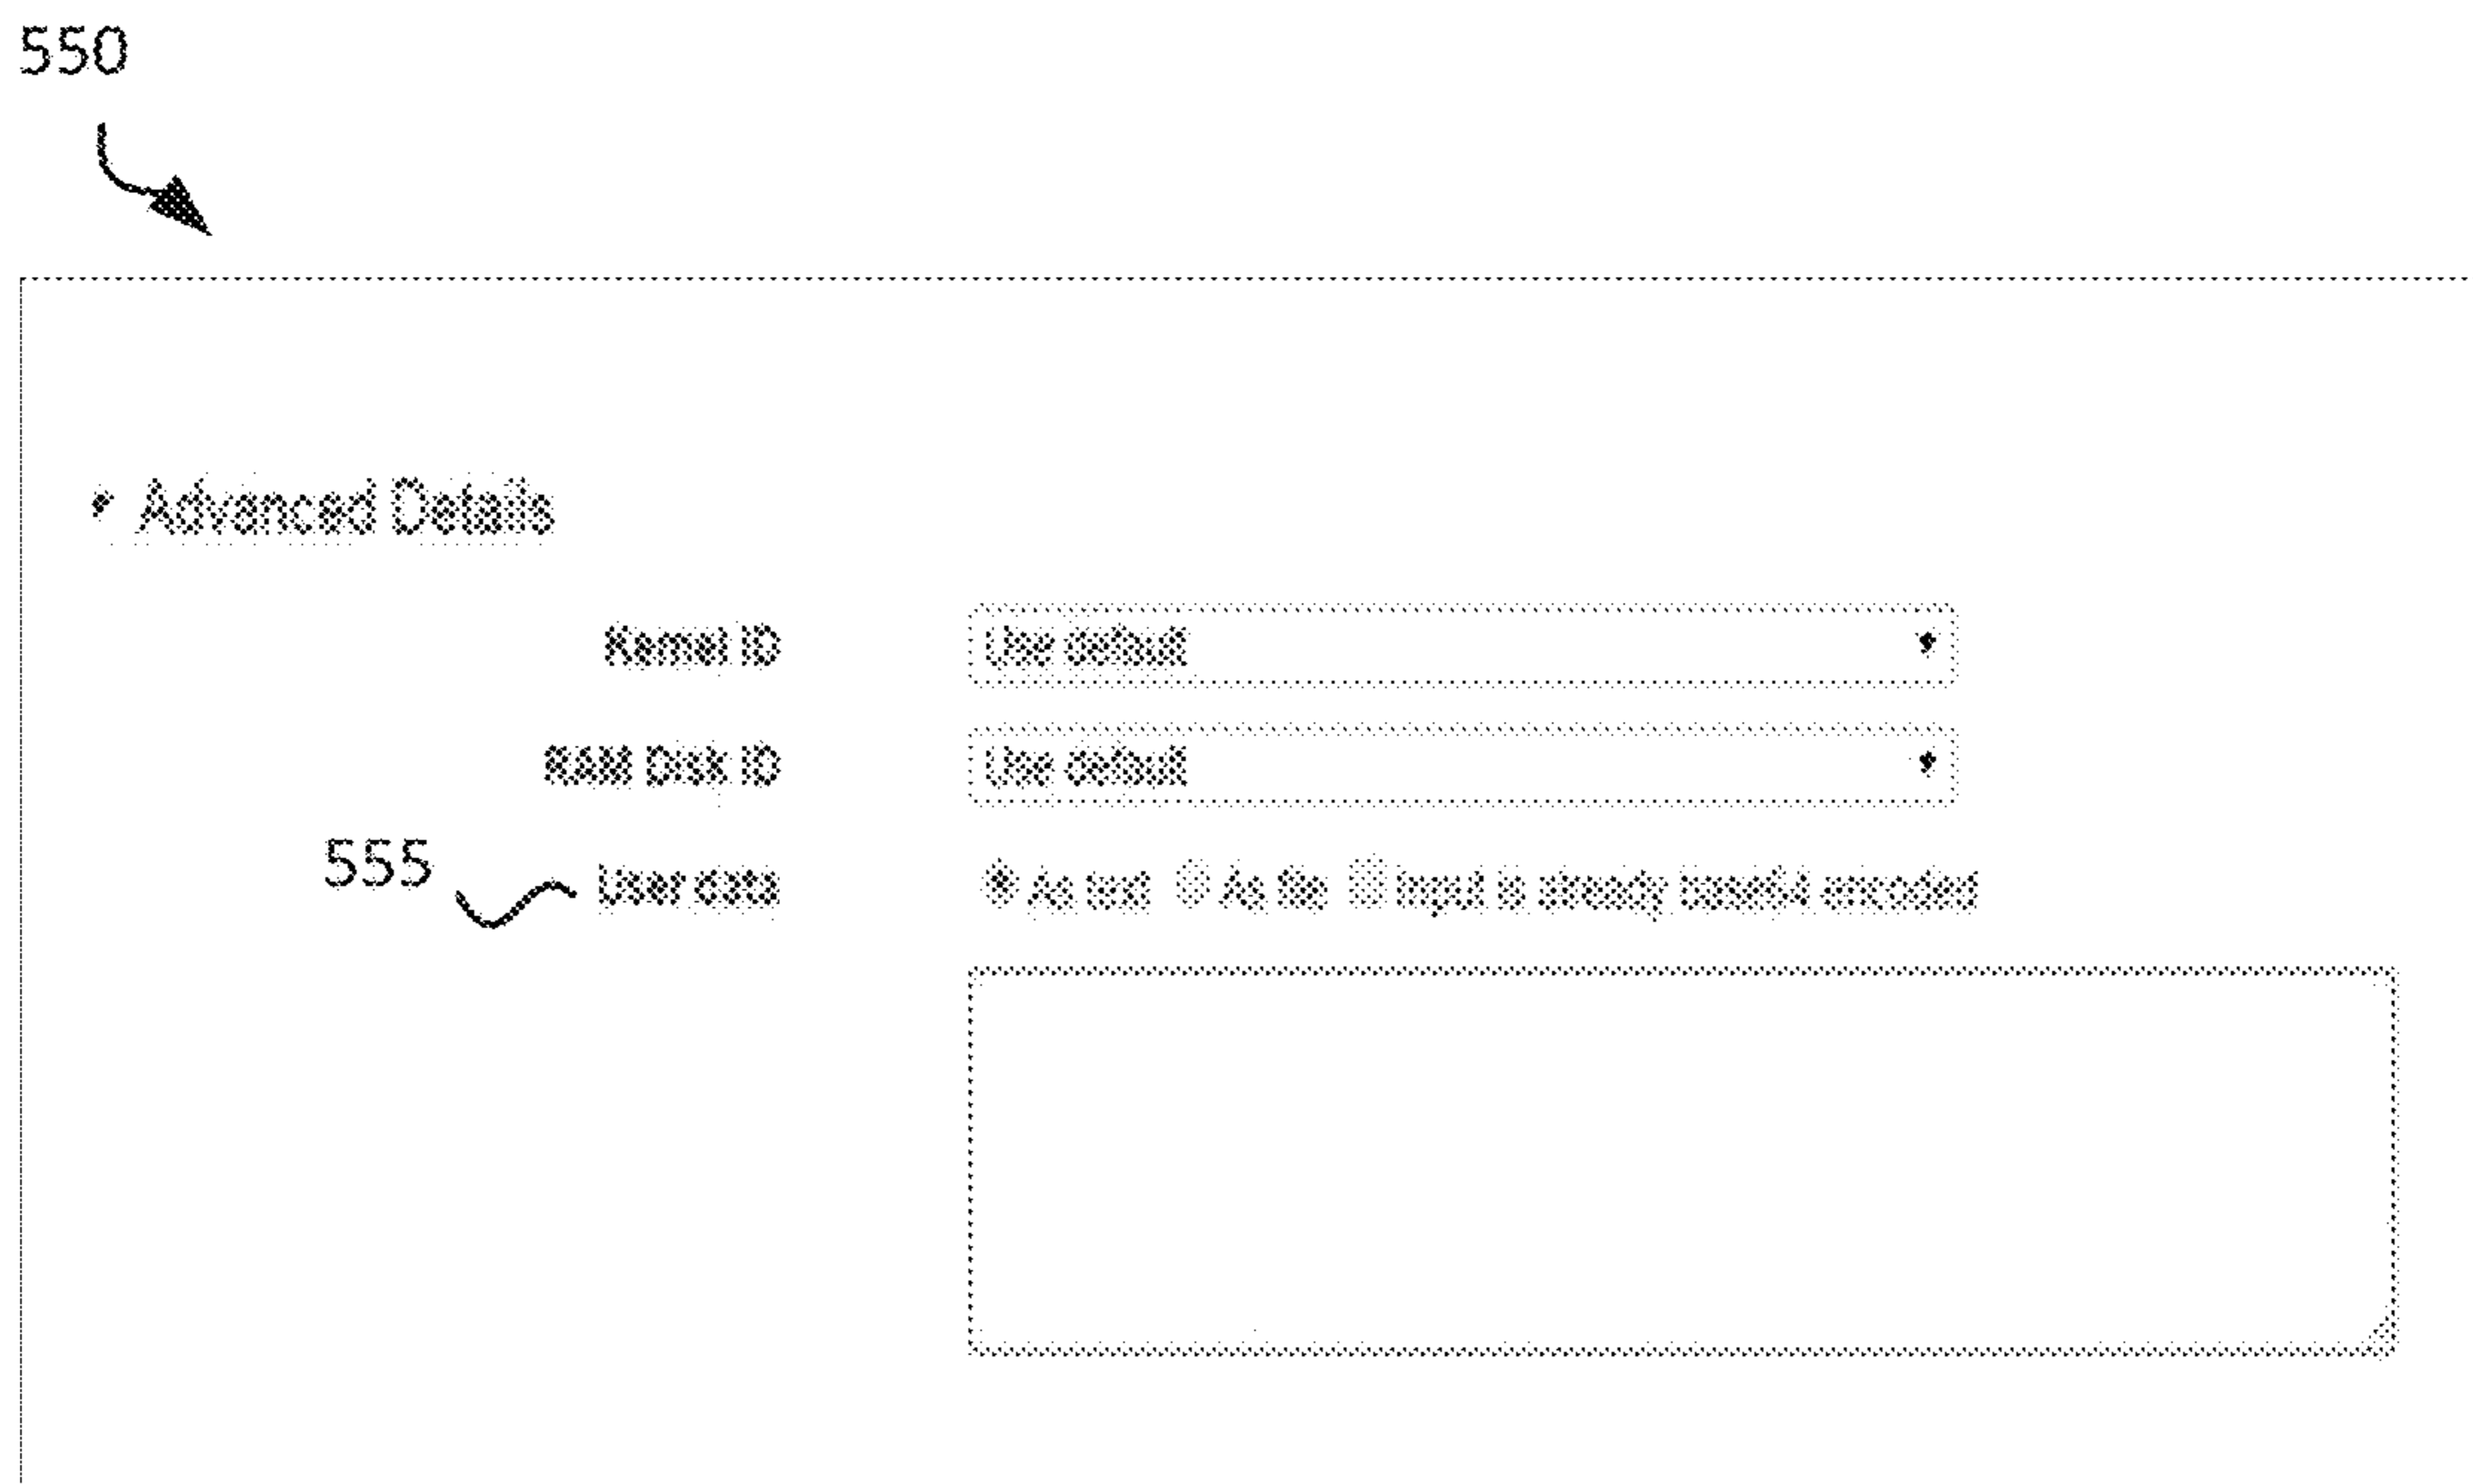 550
Advanced Details
Kernel ID Use default
RAM Disk ID Use default
555 User data As text As file Input is already base64 encoded